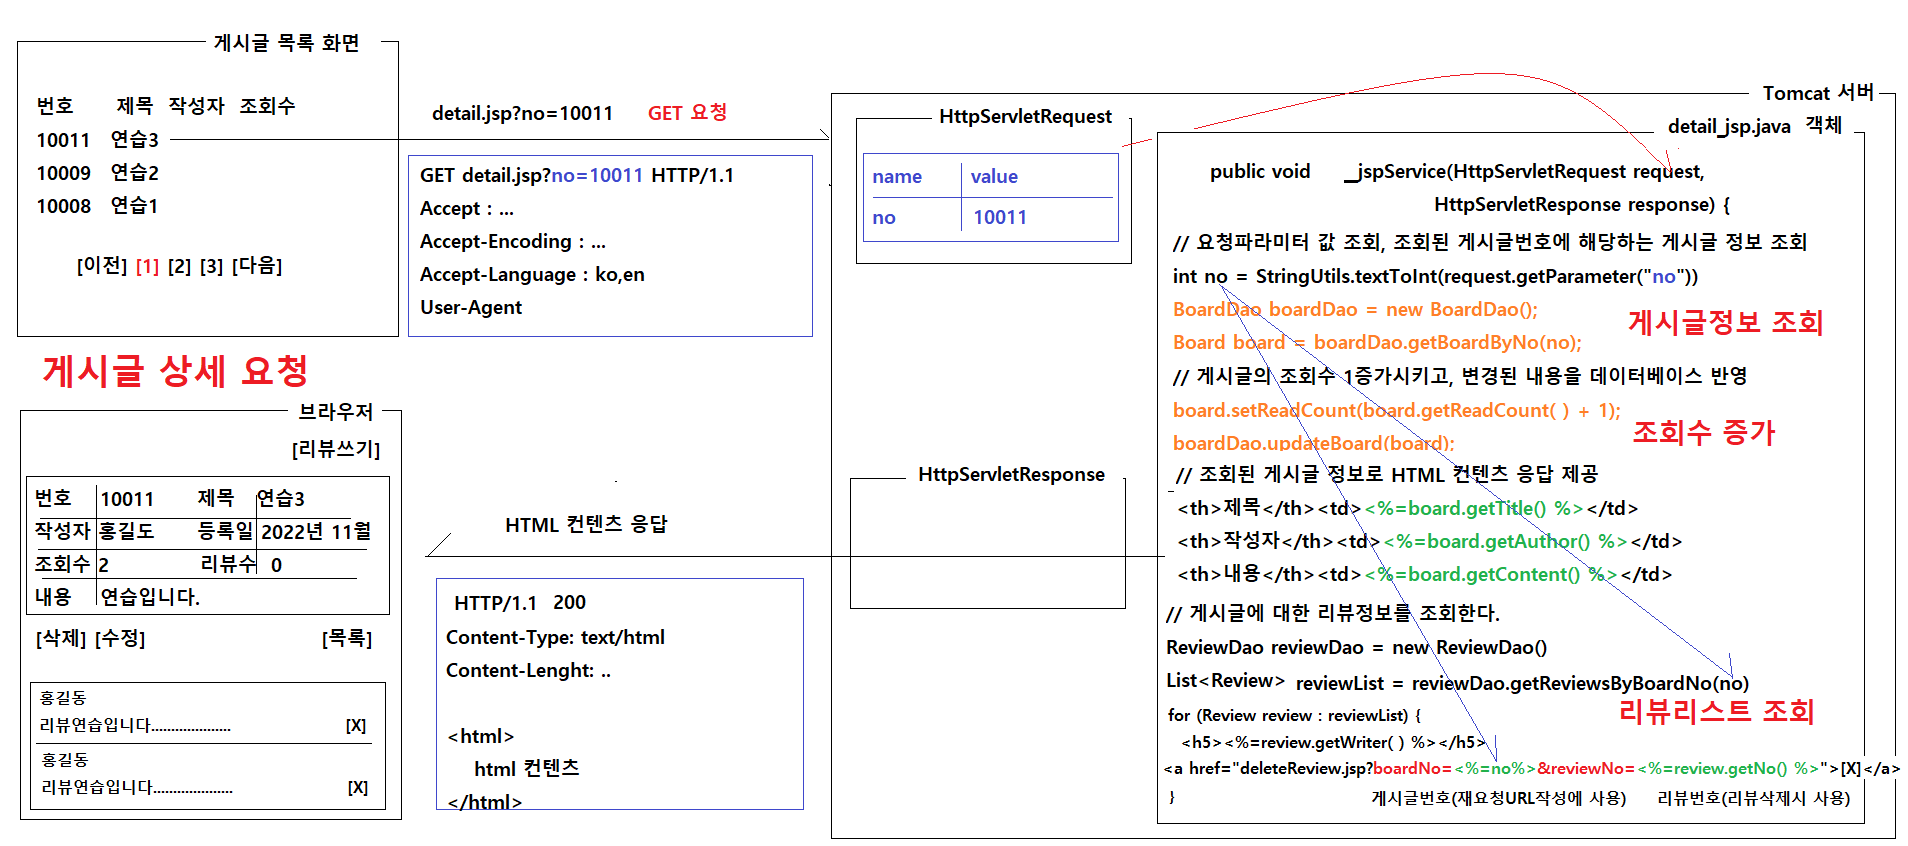 게시글 목록 화면
번호 제목 작성자 조회수
10011 연습3
10009 연습2
10008 연습1
[이전] [1] [2] [3] [다음]
게시글 상세 요청
브라우저
[리뷰쓰기]
번호 10011 제목 연습3
작성자 홍길도 등록일 2022년 11월
조회수 2 리뷰수 0
내용 연습입니다.
[삭제] [수정] [목록]
홍길동
리뷰연습입니다.................... [X]
홍길동
리뷰연습입니다.................... [X]
detail.jsp?no=10011 GET 요청
GET detail.jsp?no=10011 HTTP/1.1
Accept : ...
Accept-Encoding : ...
Accept-Language : ko,en
User-Agent
HTML 컨텐츠 응답
HTTP/1.1 200
Content-Type: text/html
Content-Lenght: ..
<html>
html 컨텐츠
</html>
Tomcat 서버
HttpServletRequest
name value
no 10011
HttpServletResponse
detail_jsp.java 객체
public void _jspService(HttpServletRequest request,
HttpServletResponse response) {
// 요청파라미터 값 조회, 조회된 게시글번호에 해당하는 게시글 정보 조회
int no = StringUtils.textToInt(request.getParameter("no"))
BoardDao boardDao = new BoardDao();
Board board = boardDao.getBoardByNo(no);
게시글정보 조회
// 게시글의 조회수 1증가시키고, 변경된 내용을 데이터베이스 반영
board.setReadCount(board.getReadCount( ) + 1);
boardDao.updateBoard(board);
조회수 증가
// 조회된 게시글 정보로 HTML 컨텐츠 응답 제공
<th>제목</th><td><%=board.getTitle() %></td>
<th>작성자</th><td><%=board.getAuthor() %></td>
<th>내용</th><td><%=board.getContent() %></td>
// 게시글에 대한 리뷰정보를 조회한다.
ReviewDao reviewDao = new ReviewDao()
List<Review> reviewList = reviewDao.getReviewsByBoardNo(no)
리뷰리스트 조회
for (Review review : reviewList) {
<h5><%=review.getWriter( ) %></h5>
<a href="deleteReview.jsp?boardNo=<%=no%>&reviewNo=<%=review.getNo() %>">[X]</a>
}
게시글번호(재요청URL작성에 사용) 리뷰번호(리뷰삭제시 사용)